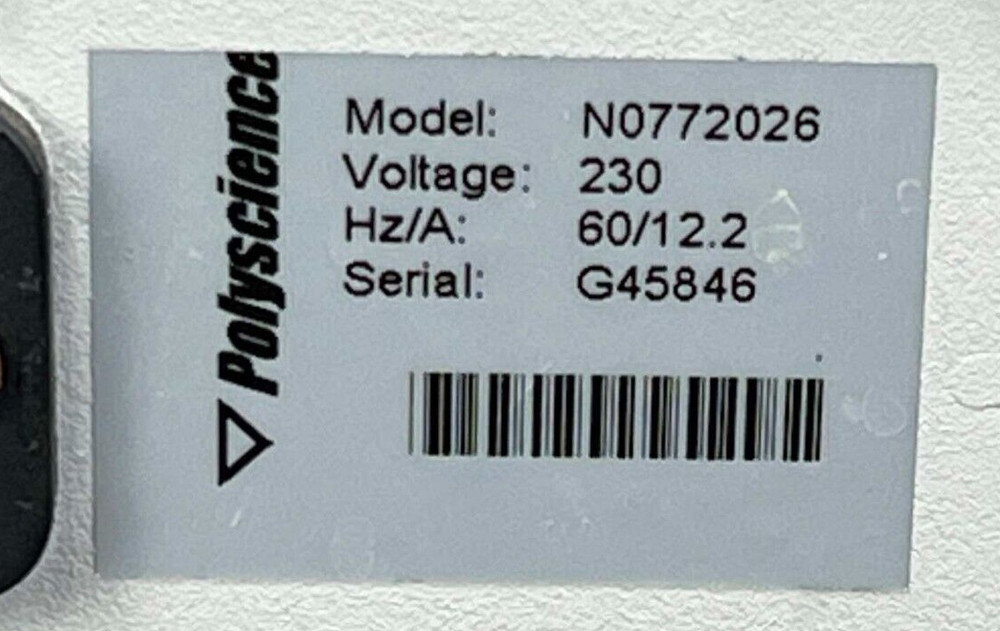 Polyscience
Model: N0772026
Voltage: 230
Hz/A: 60/12.2
Serial: G45846